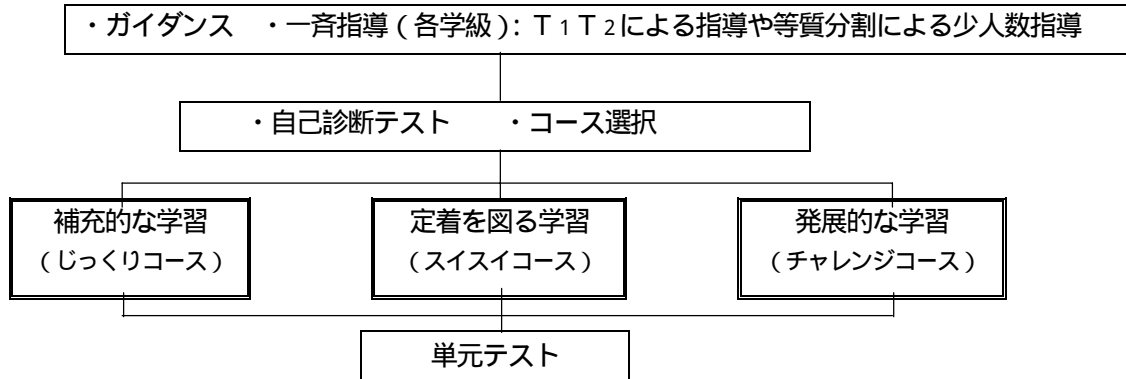 ・ガイダンス ・一斉指導（各学級）：Ｔ１Ｔ２による指導や等質分割による少人数指導
・自己診断テスト ・コース選択
補充的な学習
（じっくりコース）
定着を図る学習
（スイスイコース）
発展的な学習
（チャレンジコース）
単元テスト